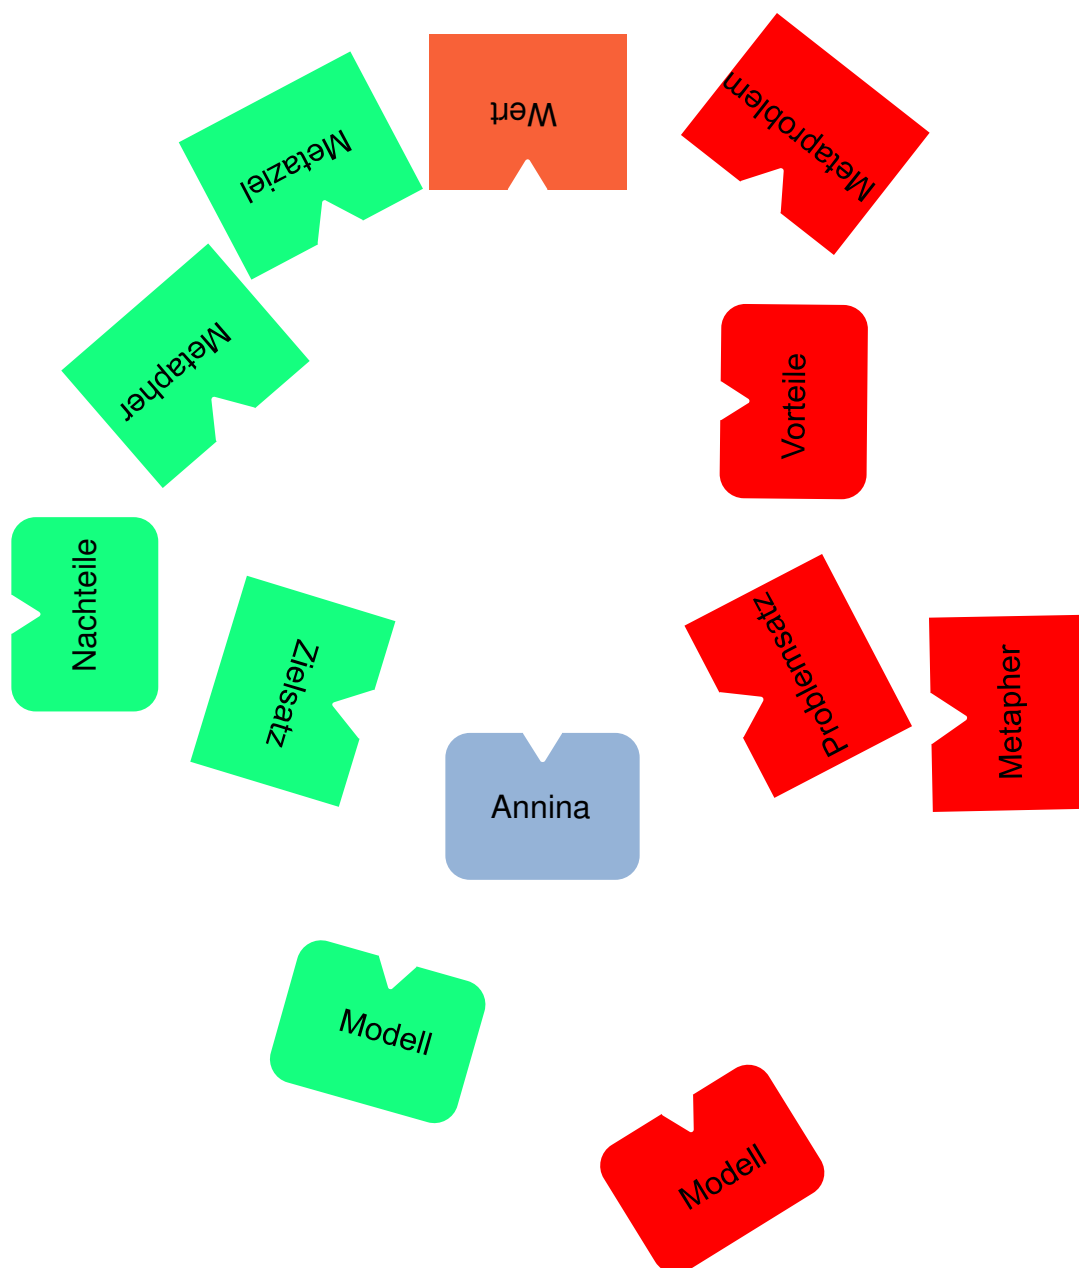 Wert
Metaproblem
Metaziel
Metapher
Vorteile
Nachteile
Zielsatz
Problemsatz
Metapher
Annina
Modell
Modell